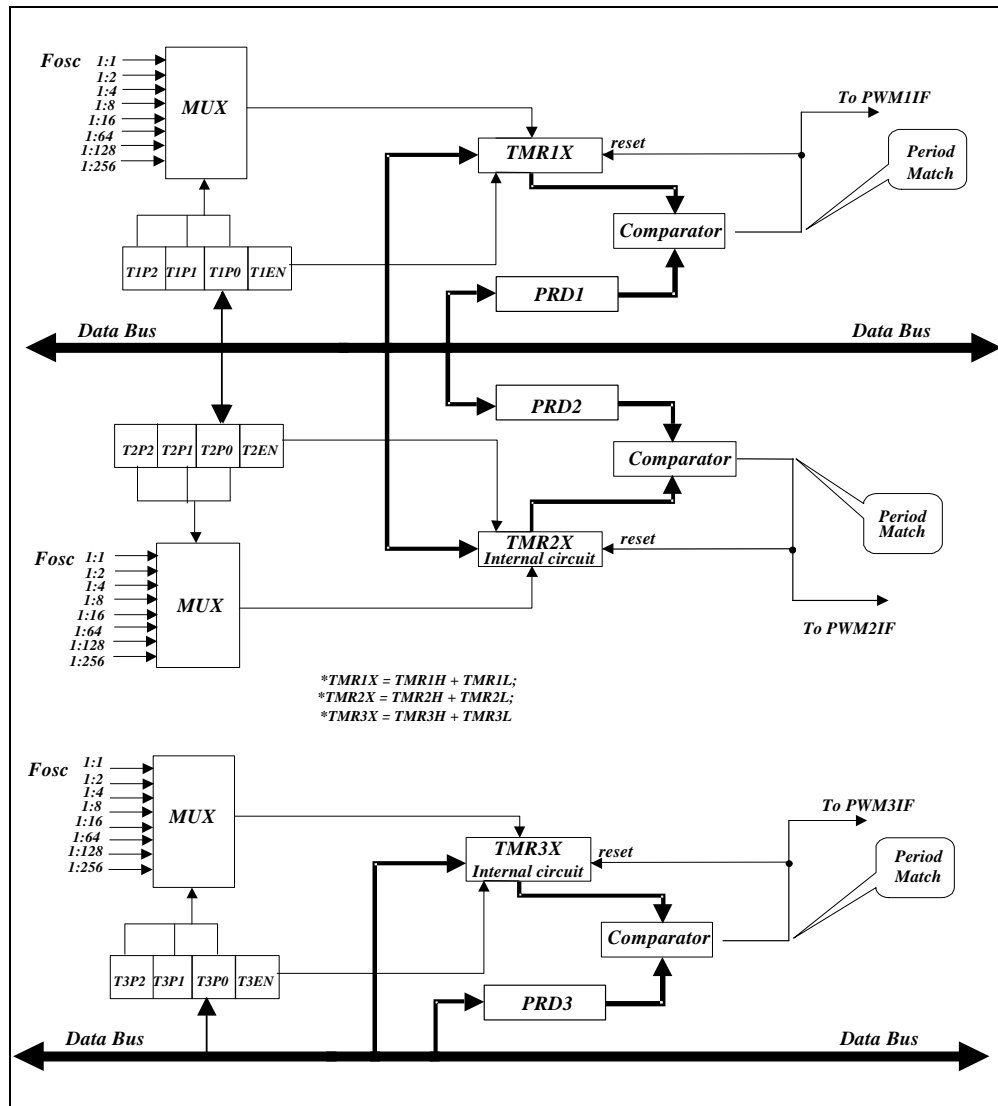 Fosc
1:1
1:2
1:4
1:8
1:16
1:64
1:128
1:256
MUX
To PWM1IF
TMR1X
reset
Period
Match
Comparator
T1P2 T1P1 T1P0 T1EN
PRD1
Data Bus
Data Bus
PRD2
T2P2 T2P1 T2P0 T2EN
Comparator
Period
Match
TMR2X
Internal circuit
reset
Fosc
1:1
1:2
1:4
1:8
1:16
1:64
1:128
1:256
MUX
To PWM2IF
*TMR1X = TMR1H + TMR1L;
*TMR2X = TMR2H + TMR2L;
*TMR3X = TMR3H + TMR3L
Fosc
1:1
1:2
1:4
1:8
1:16
1:64
1:128
1:256
MUX
To PWM3IF
TMR3X
Internal circuit
reset
Period
Match
Comparator
T3P2 T3P1 T3P0 T3EN
PRD3
Data Bus
Data Bus